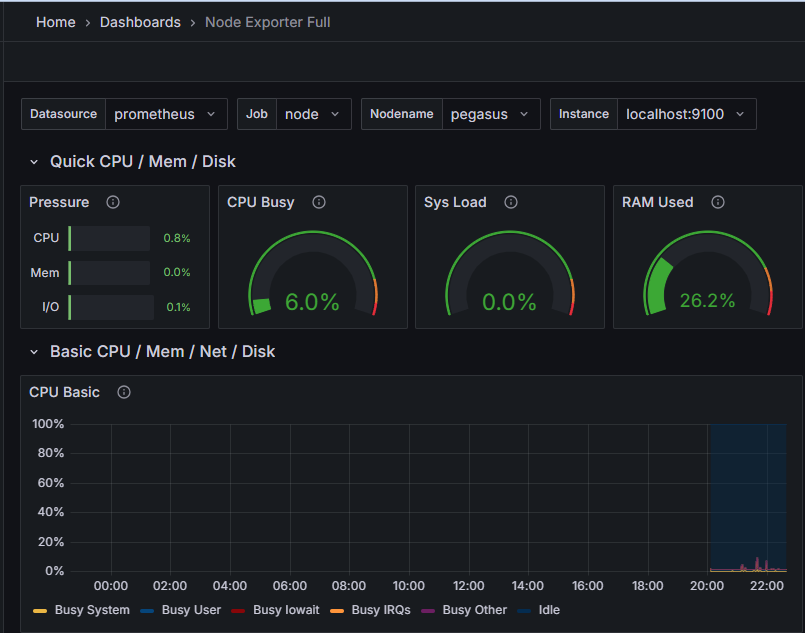 Home › Dashboards › Node Exporter Full
Datasource prometheus Job node Nodename pegasus Instance localhost:9100
Quick CPU / Mem / Disk
Pressure CPU Busy Sys Load RAM Used
CPU 0.8%
Mem 0.0%
I/O 0.1%
6.0% 0.0% 26.2%
Basic CPU / Mem / Net / Disk
CPU Basic
100%
80%
60%
40%
20%
0%
00:00 02:00 04:00 06:00 08:00 10:00 12:00 14:00 16:00 18:00 20:00 22:00
Busy System Busy User Busy Iowait Busy IRQs Busy Other Idle